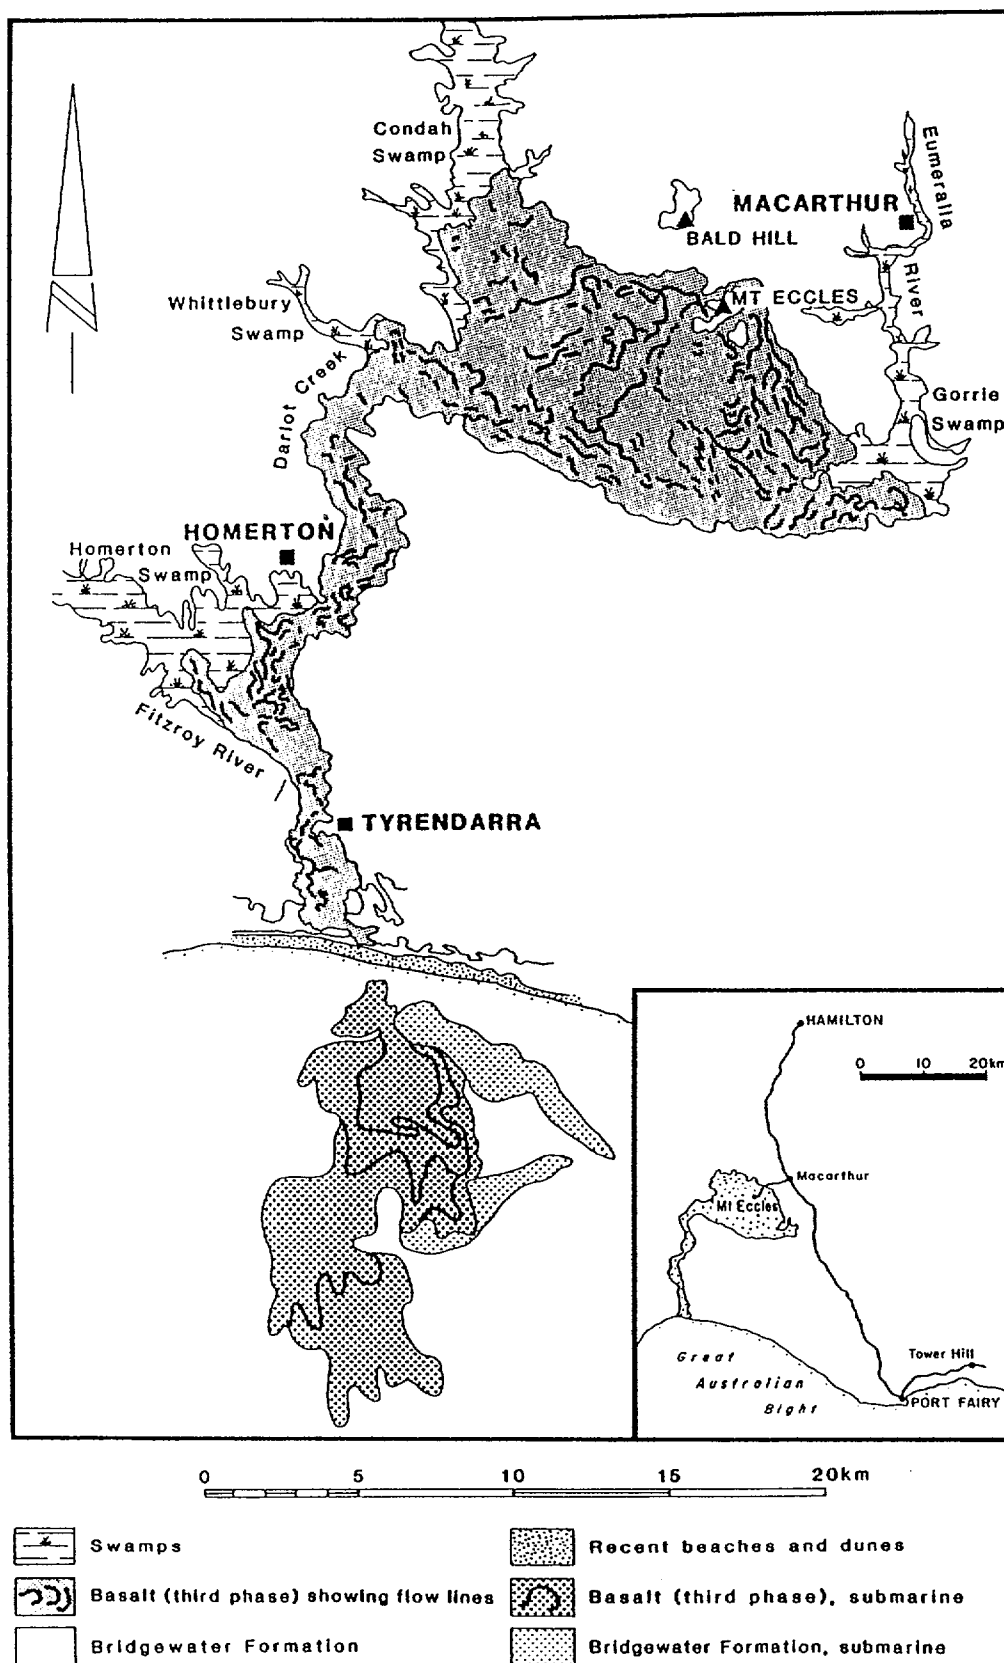 Condah
Swamp
Eumeralla
River
MACARTHUR
BALD HILL
MT ECCLES
Whittlebury
Swamp
Darlot Creek
Gorrie
Swamp
HOMERTON
Homerton
Swamp
Fitzroy River
TYRENDARRA
HAMILTON
0 10 20km
Macarthur
Mt Eccles
Tower Hill
Great
Australian
Bight
PORT FAIRY
0 5 10 15 20km
Swamps
Recent beaches and dunes
Basalt (third phase) showing flow lines
Basalt (third phase), submarine
Bridgewater Formation
Bridgewater Formation, submarine